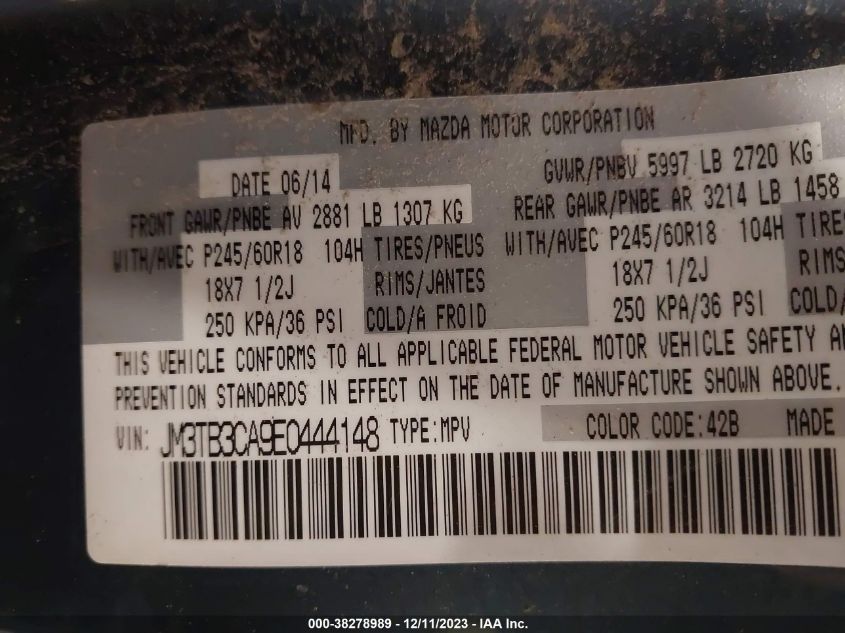 MFD. BY MAZDA MOTOR CORPORATION
DATE 06/14 GVWR/PNBV 5997 LB 2720 KG
FRONT GAWR/PNBE AV 2881 LB 1307 KG REAR GAWR/PNBE AR 3214 LB 1458
WITH/AVEC P245/60R18 104H TIRES/PNEUS WITH/AVEC P245/60R18 104H TIRE
18X7 1/2J RIMS/JANTES 18X7 1/2J RIMS
250 KPA/36 PSI COLD/A FROID 250 KPA/36 PSI COLD/
THIS VEHICLE CONFORMS TO ALL APPLICABLE FEDERAL MOTOR VEHICLE SAFETY AN
PREVENTION STANDARDS IN EFFECT ON THE DATE OF MANUFACTURE SHOWN ABOVE.
VIN: JM3TB3CA9E0444148 TYPE:MPV COLOR CODE:42B MADE
000-38278989 - 12/11/2023 - IAA Inc.